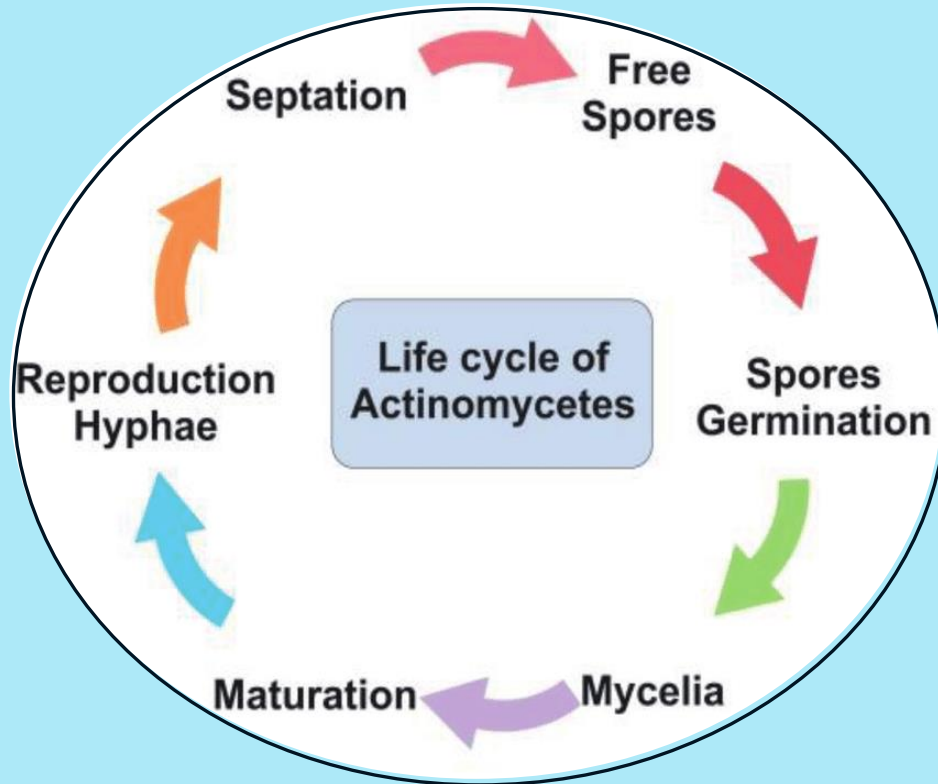 Septation
Free
Spores
Life cycle of
Actinomycetes
Spores
Germination
Reproduction
Hyphae
Maturation
Mycelia